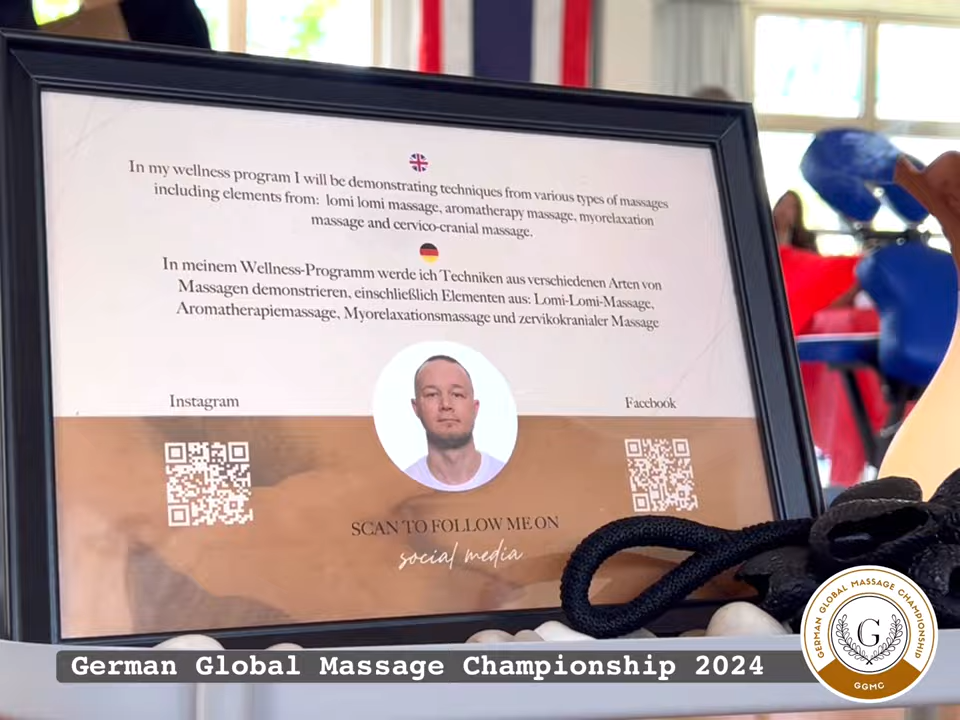 In my wellness program I will be demonstrating techniques from various types of massages
including elements from: lomi lomi massage, aromatherapy massage, myorelaxation
massage and cervico-cranial massage.
In meinem Wellness-Programm werde ich Techniken aus verschiedenen Arten von
Massagen demonstrieren, einschließlich Elementen aus: Lomi-Lomi-Massage,
Aromatherapiemassage, Myorelaxationsmassage und zervikokranialer Massage
Instagram
Facebook
SCAN TO FOLLOW ME ON
social media
German Global Massage Championship 2024
GERMAN GLOBAL MASSAGE CHAMPIONSHIP
G
GGMC